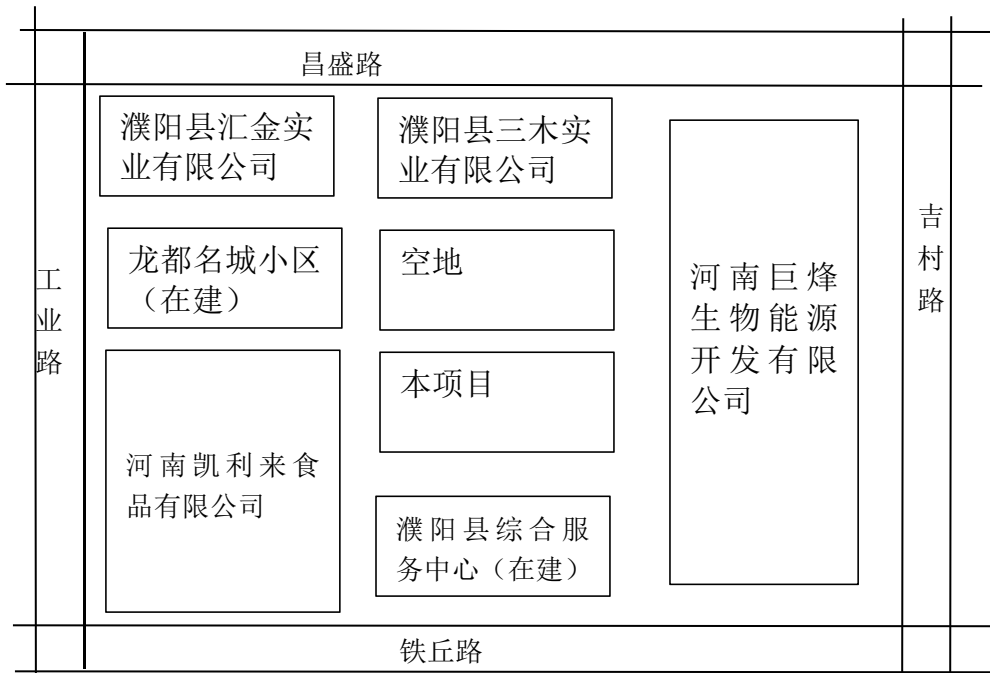 昌盛路
濮阳县汇金实
业有限公司
濮阳县三木实
业有限公司
龙都名城小区
（在建）
空地
本项目
河南凯利来食
品有限公司
濮阳县综合服
务中心（在建）
河南巨烽
生物能源
开发有限
公司
工业路
吉村路
铁丘路